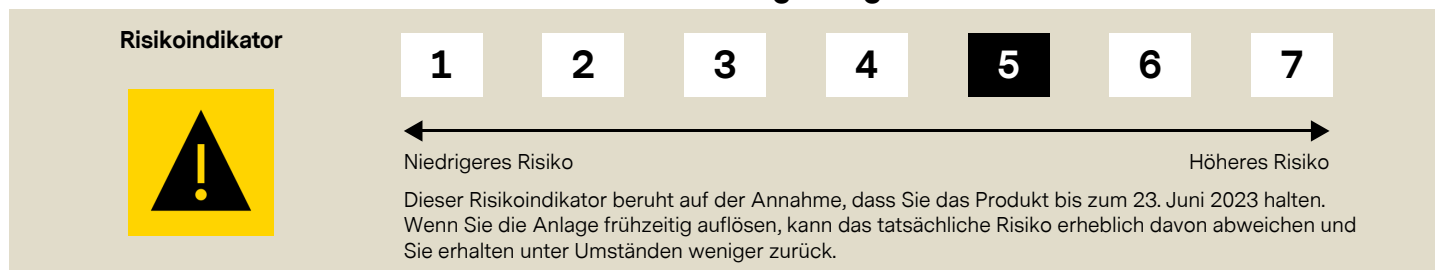 Risikoindikator
1 2 3 4 5 6 7
Niedrigeres Risiko Höheres Risiko
Dieser Risikoindikator beruht auf der Annahme, dass Sie das Produkt bis zum 23. Juni 2023 halten.
Wenn Sie die Anlage frühzeitig auflösen, kann das tatsächliche Risiko erheblich davon abweichen und
Sie erhalten unter Umständen weniger zurück.